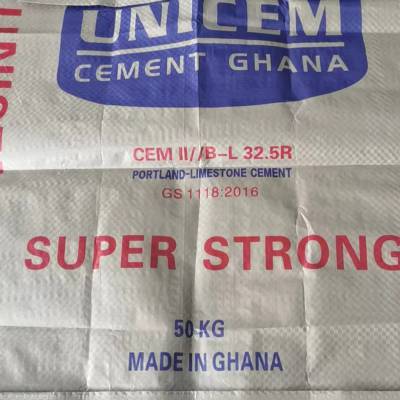 UNICEM
CEMENT GHANA
CEM II//B-L 32.5R
PORTLAND-LIMESTONE CEMENT
GS 1118:2016
SUPER STRONG
50 KG
MADE IN GHANA